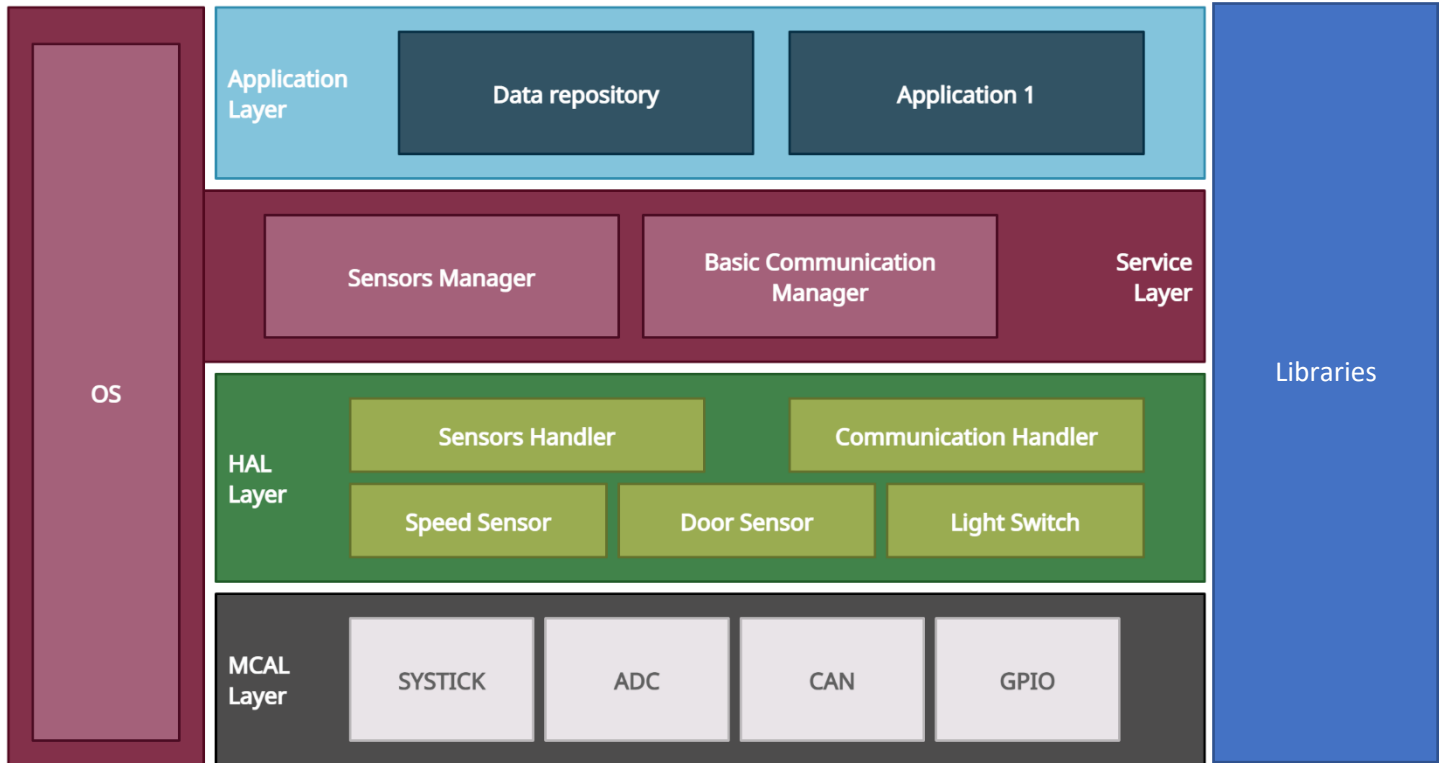 Application
Layer
Data repository
Application 1
Sensors Manager
Basic Communication
Manager
Service
Layer
OS
Libraries
HAL
Layer
Sensors Handler
Communication Handler
Speed Sensor
Door Sensor
Light Switch
MCAL
Layer
SYSTICK
ADC
CAN
GPIO